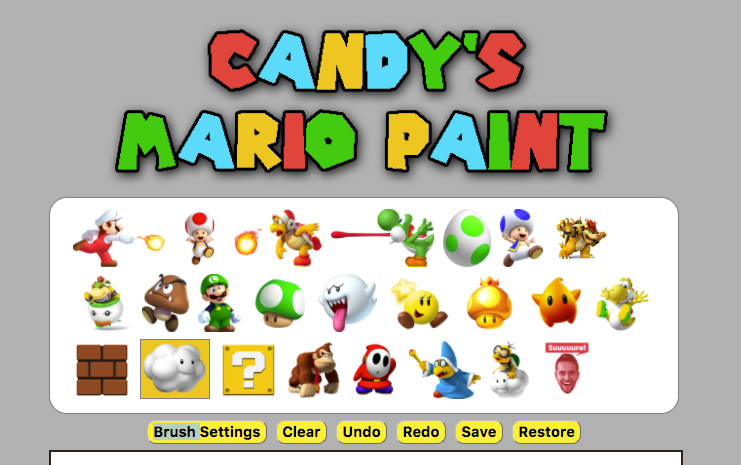 CANDY'S
MARIO PAINT
?
Suuuuure!
Brush Settings
Clear
Undo
Redo
Save
Restore